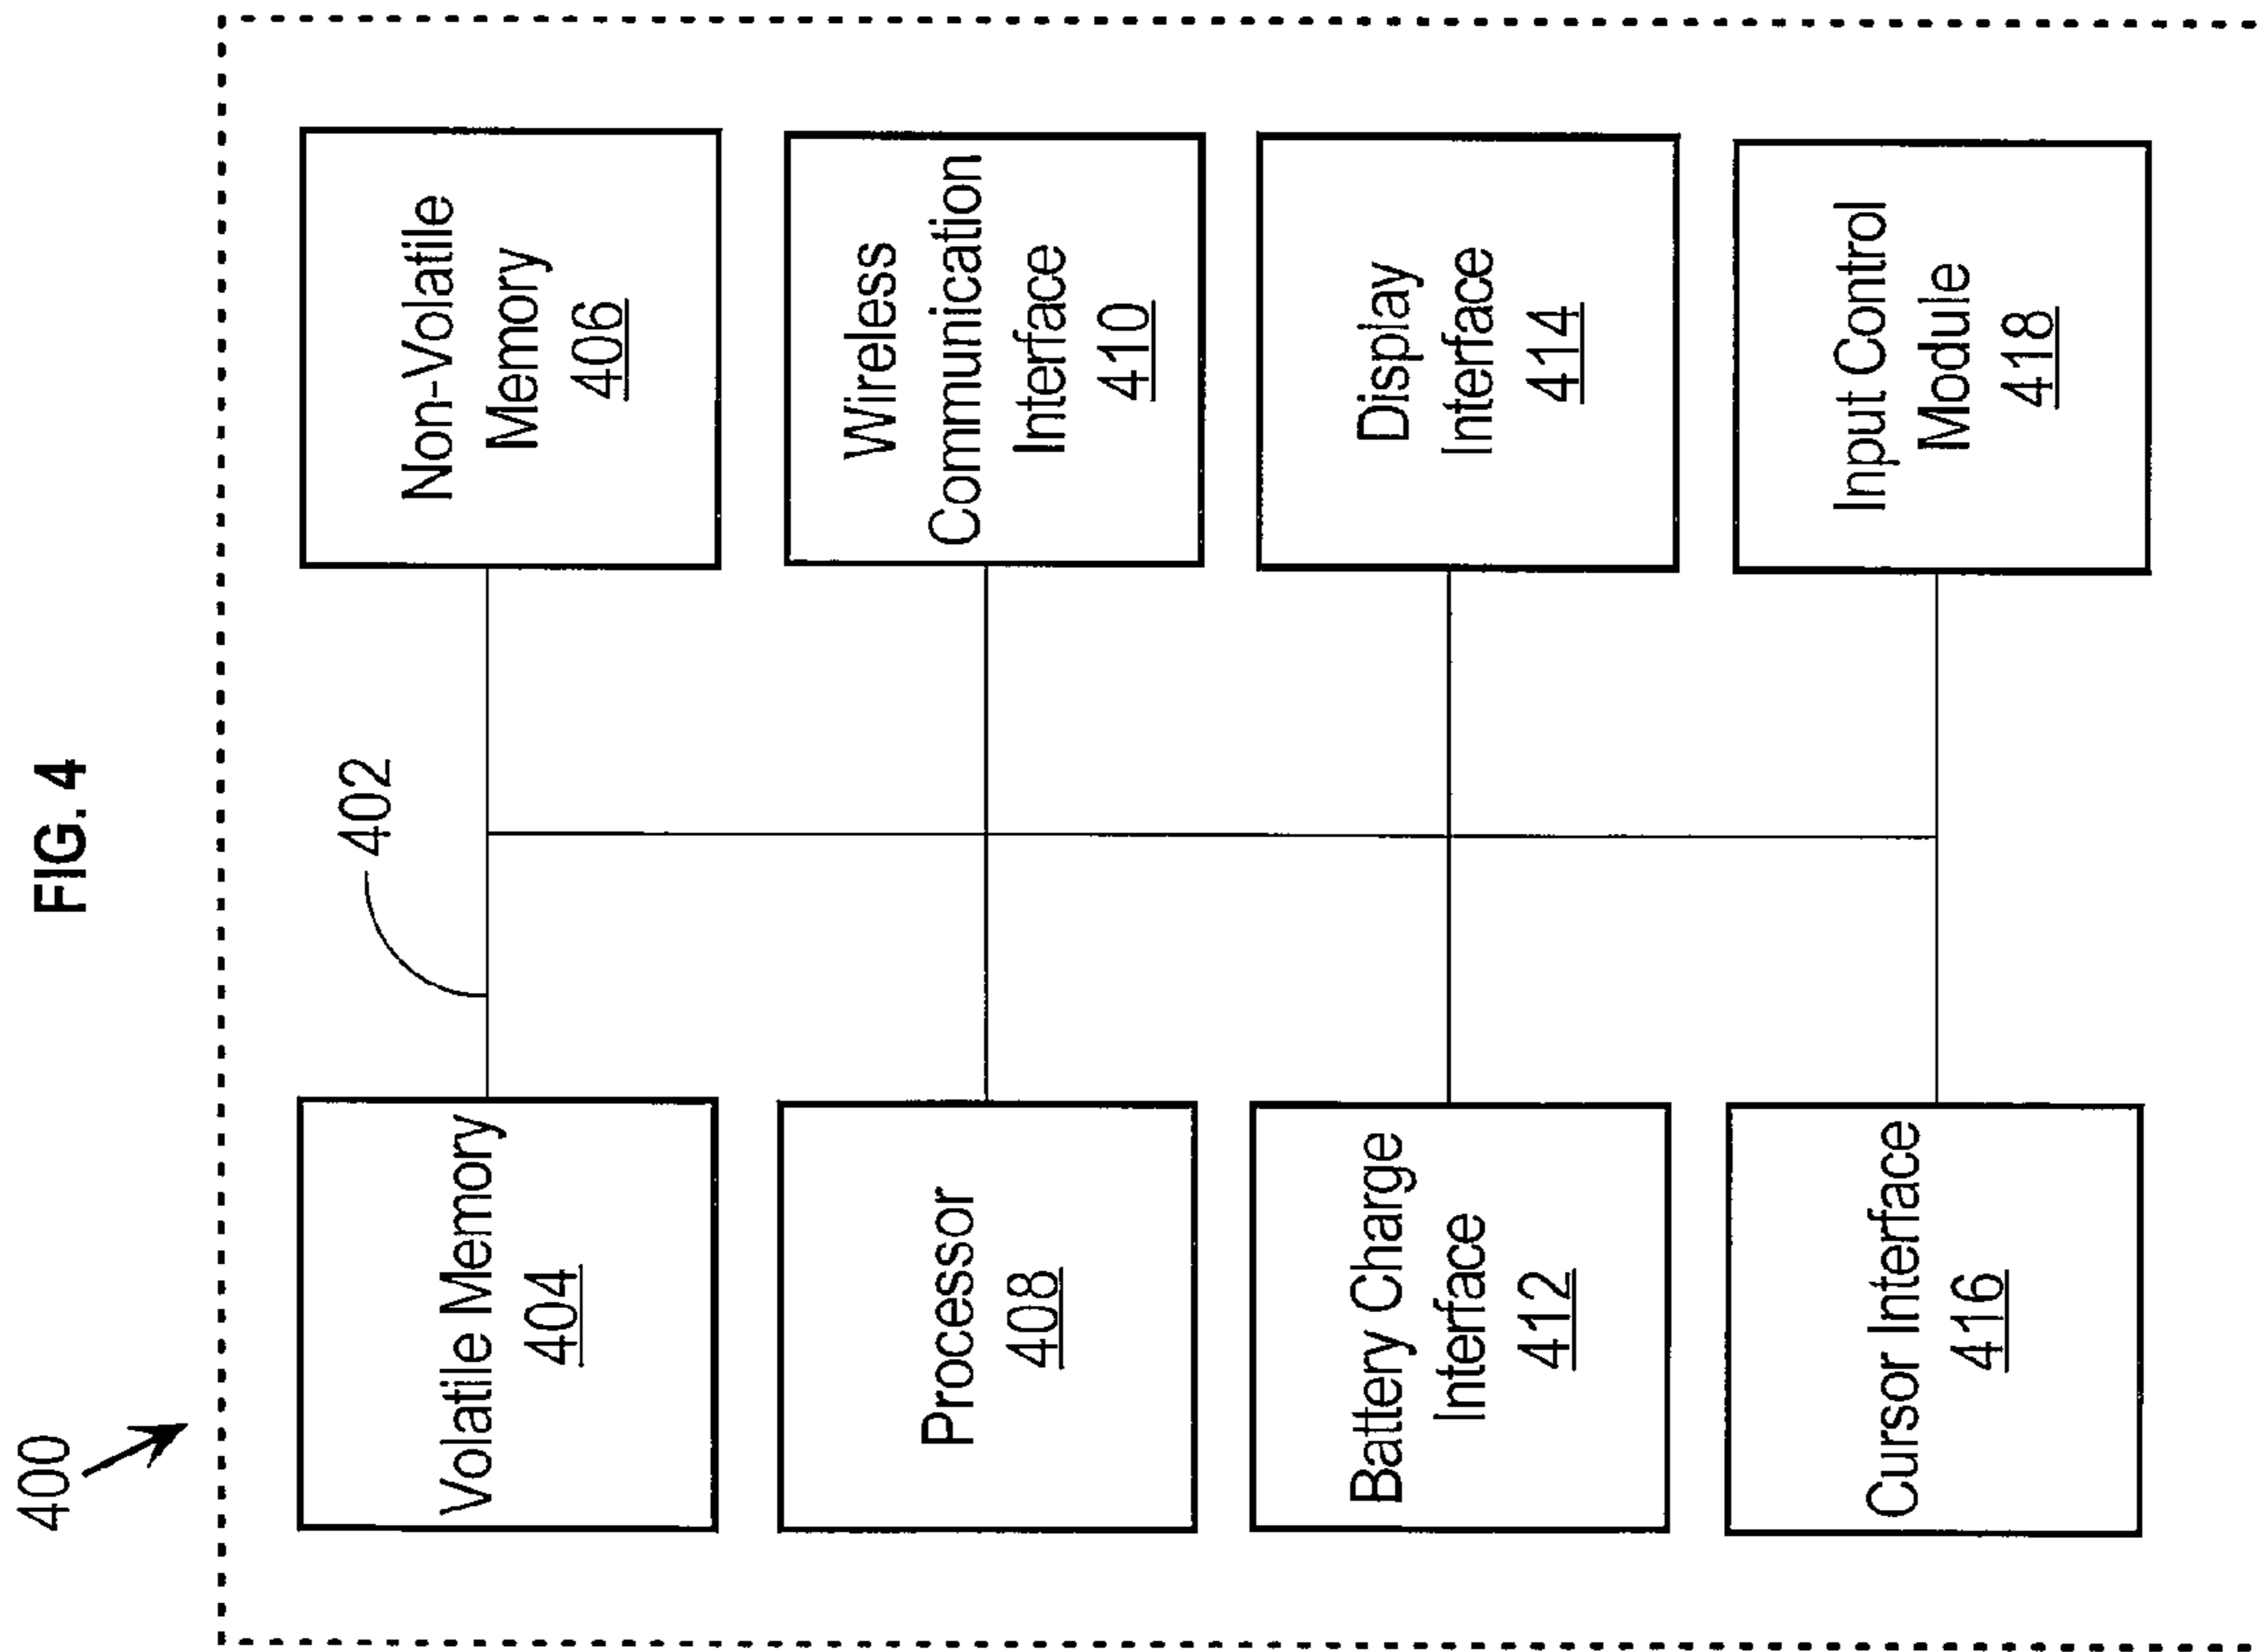 FIG. 4
400
402
Volatile Memory
404
Non-Volatile
Memory
406
Processor
408
Wireless
Communication
Interface
410
Battery Charge
Interface
412
Display
Interface
414
Cursor Interface
416
Input Control
Module
418